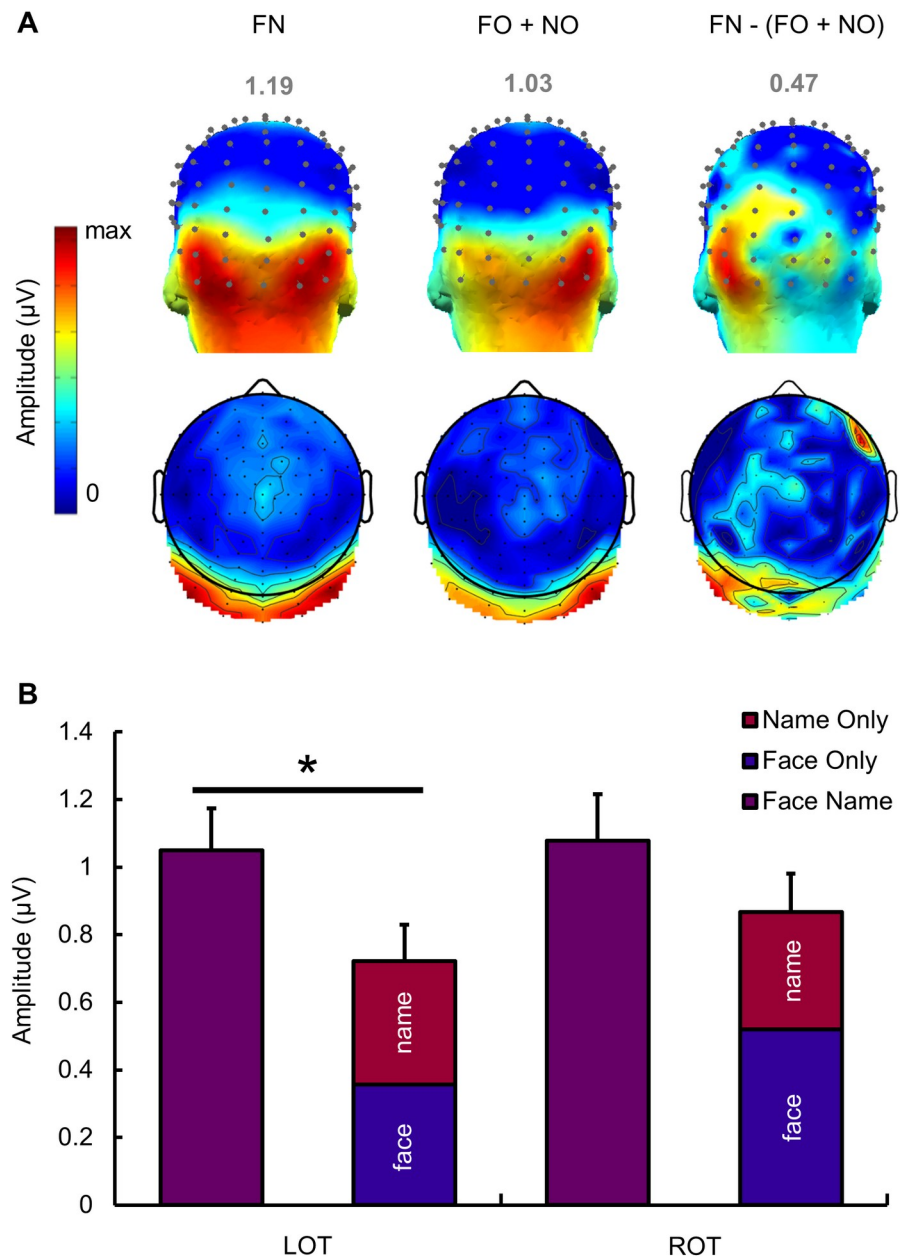 A
FN
FO + NO
FN - (FO + NO)
1.19
1.03
0.47
max
Amplitude (µV)
0
B
1.4
1.2
1
0.8
0.6
0.4
0.2
0
Amplitude (µV)
*
Name Only
Face Only
Face Name
name
face
name
face
LOT
ROT